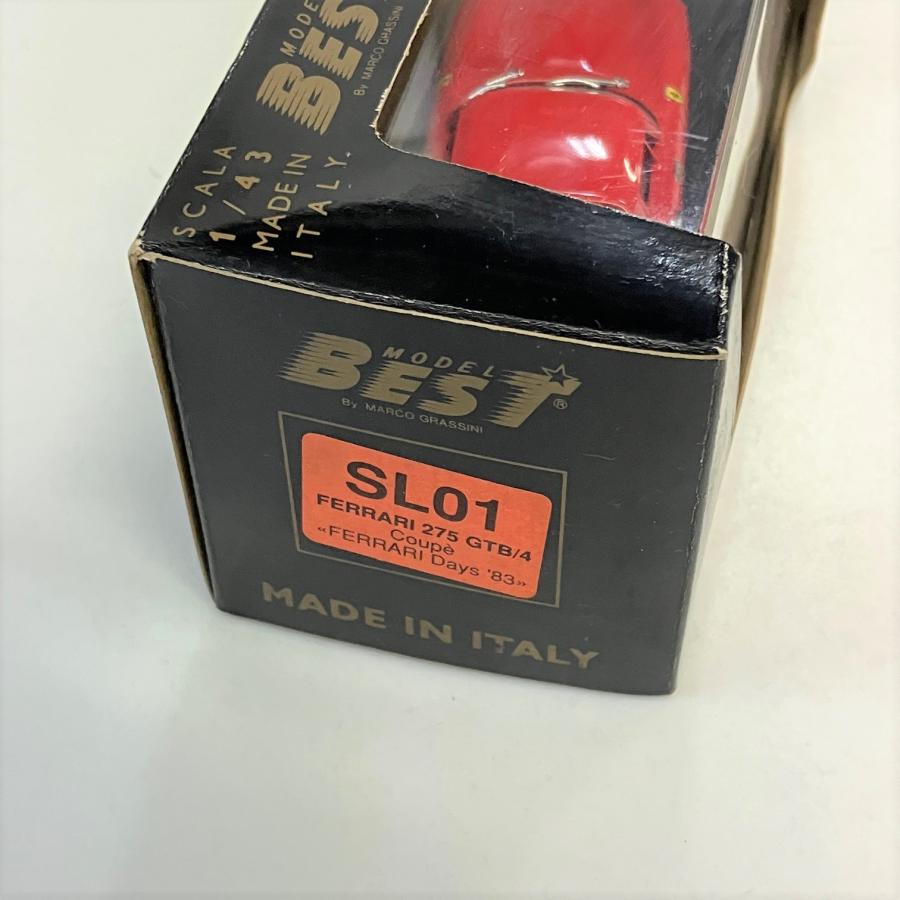 MODEL
BEST
By MARCO GRASSINI
SCALA
1/43
MADE IN
ITALY.
MODEL
BEST®
By MARCO GRASSINI
SL01
FERRARI 275 GTB/4
Coupè
«FERRARI Days '83»
MADE IN ITALY